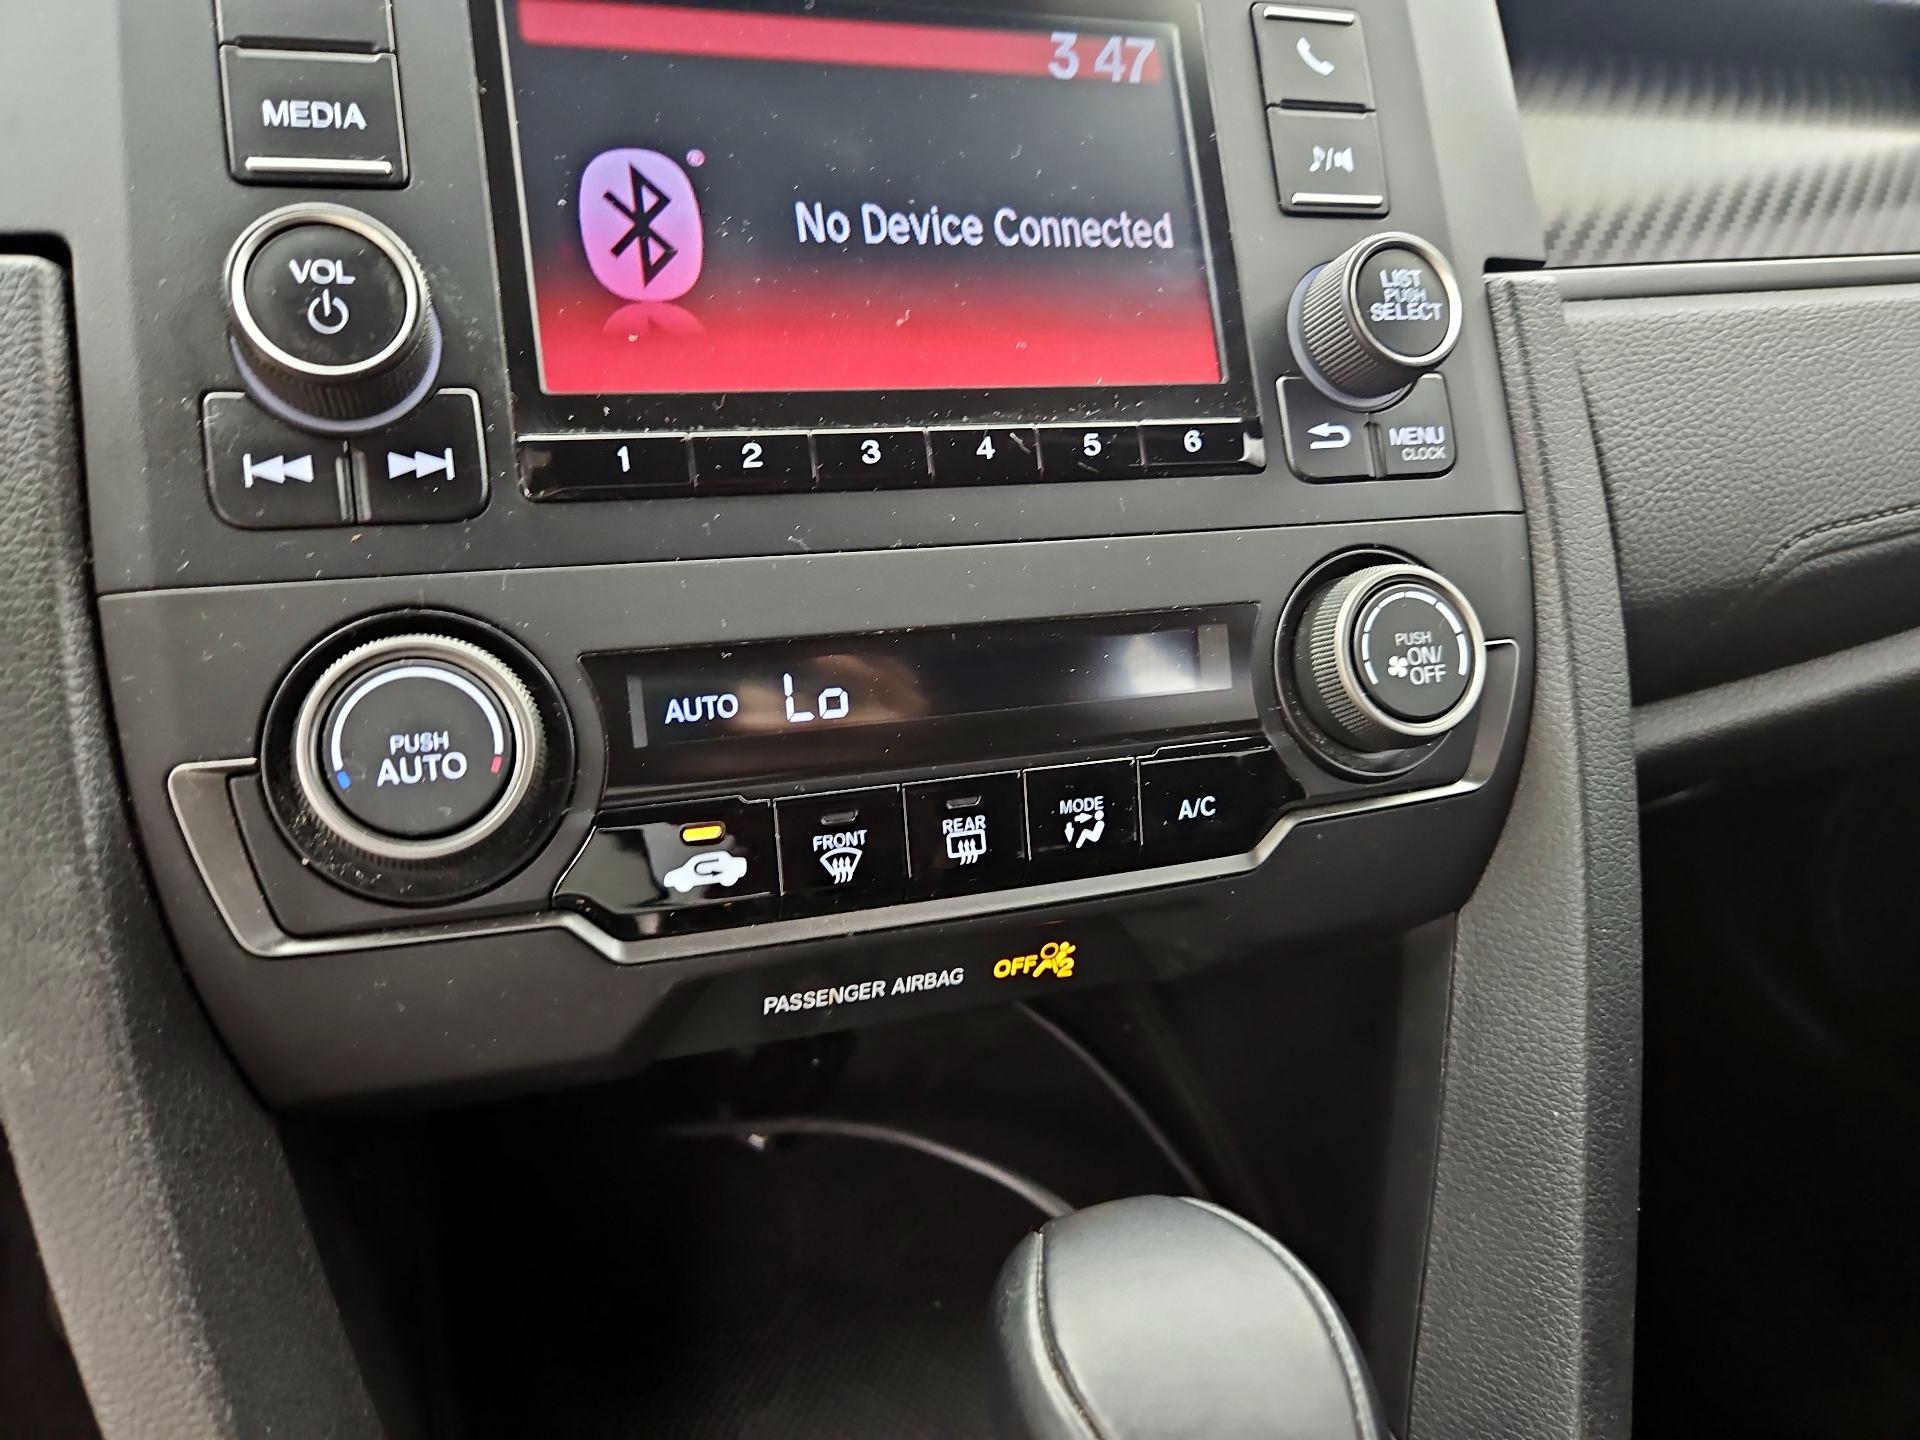 3 47
MEDIA
No Device Connected
®
VOL
LIST
PUSH
SELECT
1 2 3 4 5 6
MENU
CLOCK
AUTO Lo
PUSH
AUTO
PUSH
ON/
OFF
FRONT
REAR
MODE
A/C
PASSENGER AIRBAG OFF 2